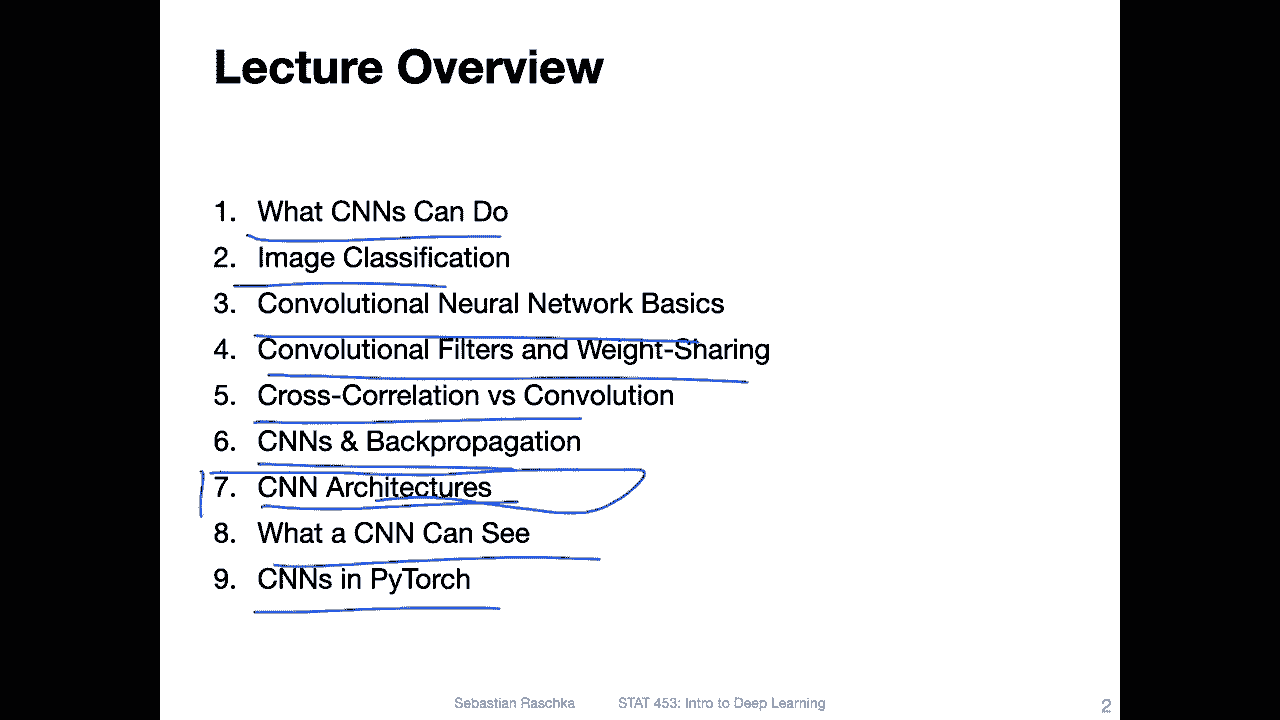 Lecture Overview
1. What CNNs Can Do
2. Image Classification
3. Convolutional Neural Network Basics
4. Convolutional Filters and Weight-Sharing
5. Cross-Correlation vs Convolution
6. CNNs & Backpropagation
7. CNN Architectures
8. What a CNN Can See
9. CNNs in PyTorch
Sebastian Raschka STAT 453: Intro to Deep Learning 2